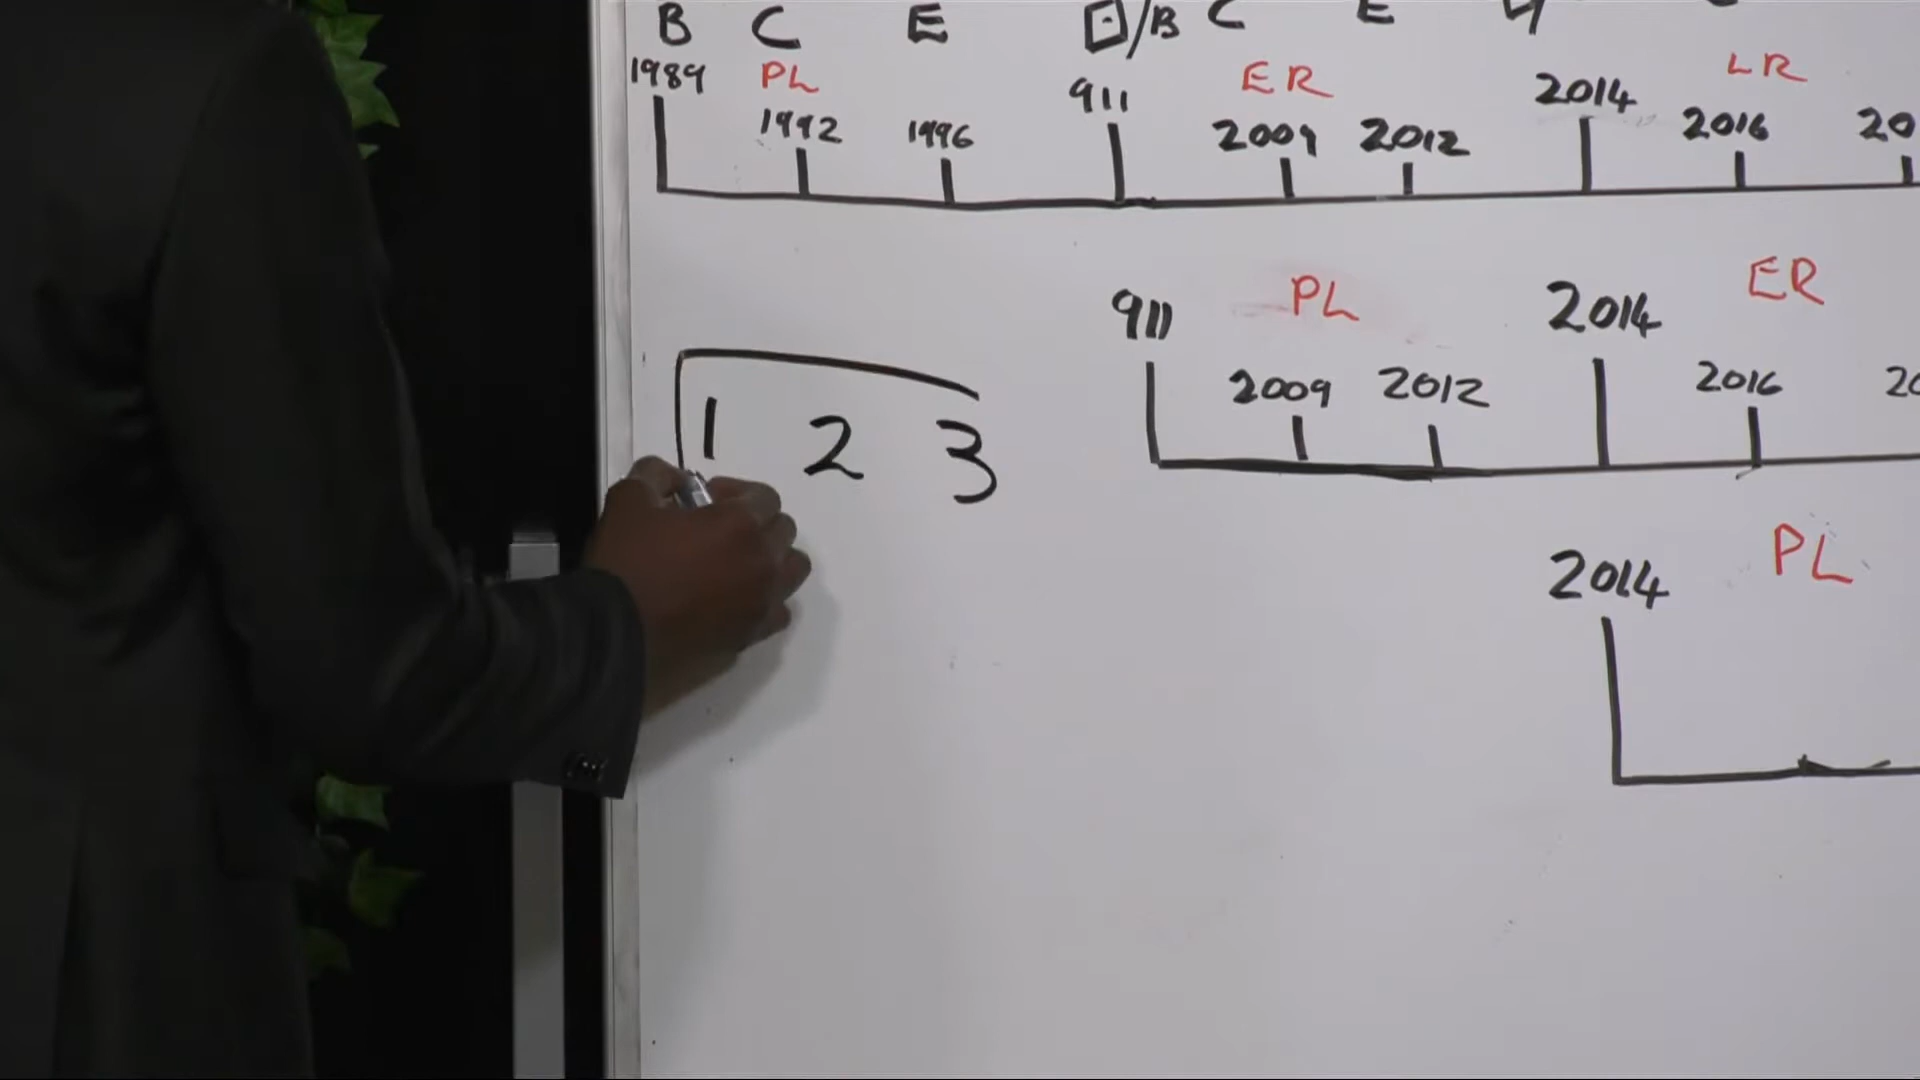 B C E ⊡/B C E
1989 PL 911 ER 2014 LR
1992 1996 2009 2012 2016 20
911 PL 2014 ER
2009 2012 2016 20
1 2 3
2014 PL